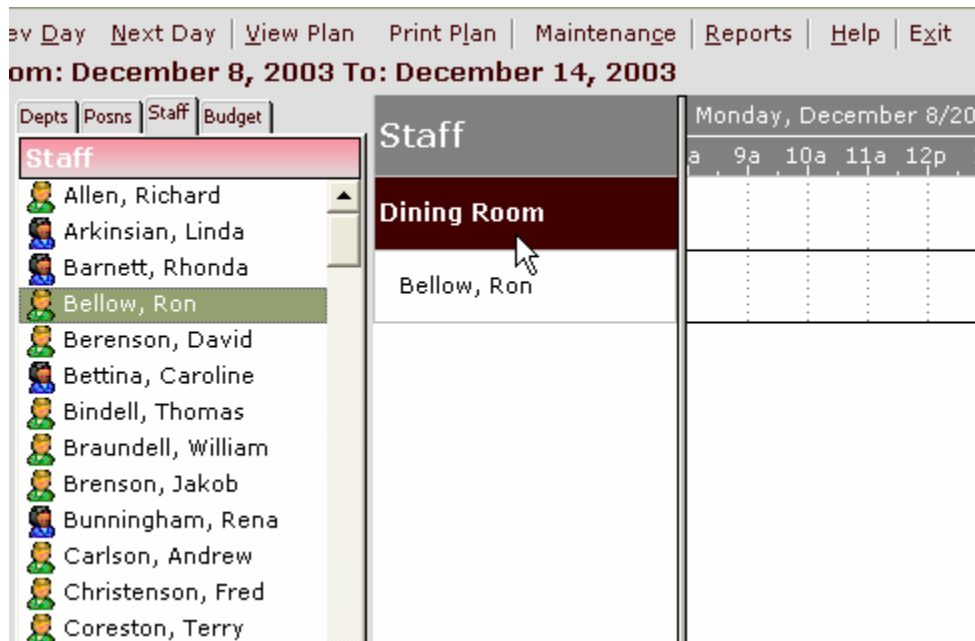 ev Day Next Day View Plan Print Plan Maintenance Reports Help Exit
om: December 8, 2003 To: December 14, 2003
Depts Posns Staff Budget
Staff
Allen, Richard
Arkinsian, Linda
Barnett, Rhonda
Bellow, Ron
Berenson, David
Bettina, Caroline
Bindell, Thomas
Braundell, William
Brenson, Jakob
Bunningham, Rena
Carlson, Andrew
Christenson, Fred
Coreston, Terry
Staff
Dining Room
Bellow, Ron
Monday, December 8/20
a 9a 10a 11a 12p